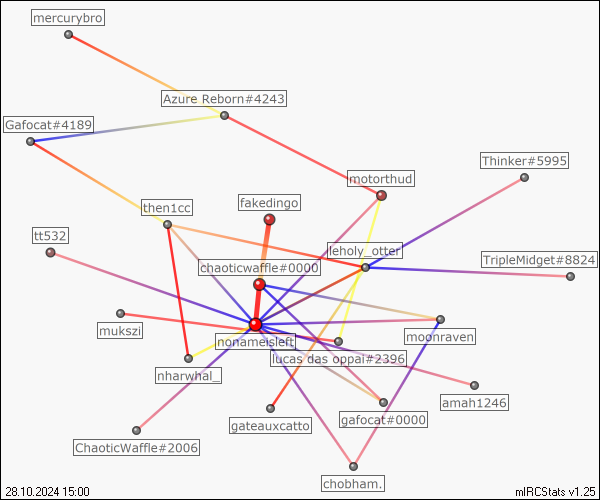 mercurybro
Azure Reborn#4243
Gafocat#4189
Thinker#5995
motorthud
fakedingo
then1cc
tt532
leholy_otter
TripleMidget#8824
chaoticwaffle#0000
mukszi
nonameisleft
moonraven
lucas das oppai#2396
nharwhal_
amah1246
gafocat#0000
gateauxcatto
ChaoticWaffle#2006
chobham.
28.10.2024 15:00
mIRCStats v1.25